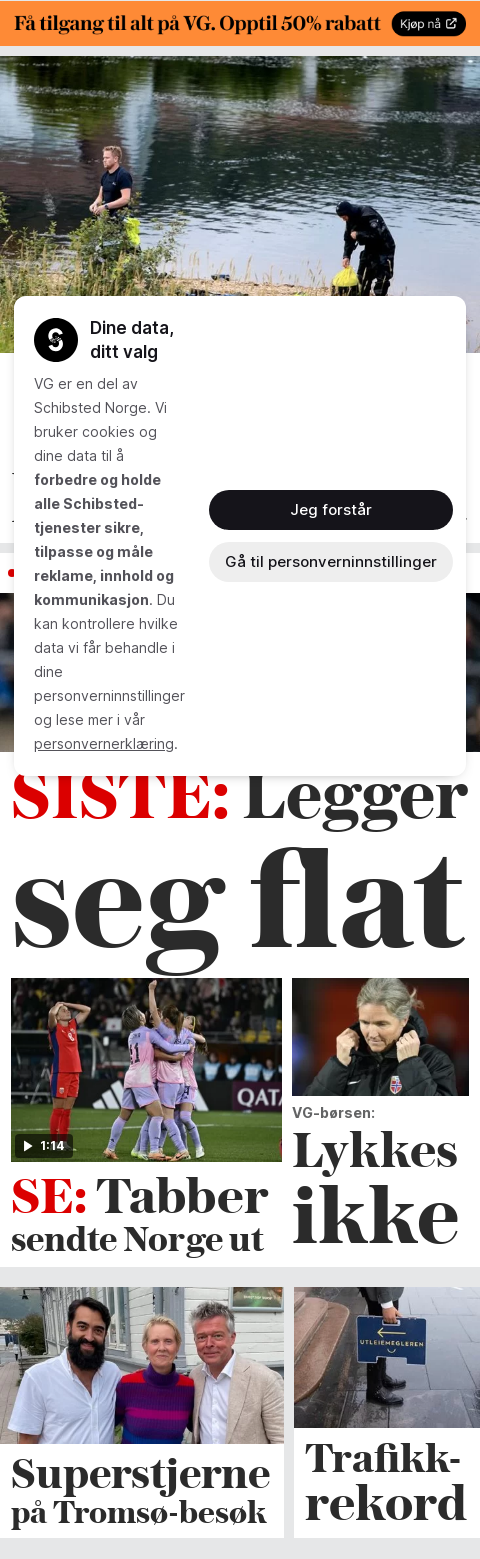 Få tilgang til alt på VG. Opptil 50% rabatt
Kjøp nå
Dine data,
ditt valg
VG er en del av
Schibsted Norge. Vi
bruker cookies og
dine data til å
forbedre og holde
alle Schibsted-
tjenester sikre,
tilpasse og måle
reklame, innhold og
kommunikasjon. Du
kan kontrollere hvilke
data vi får behandle i
dine
personverninnstillinger
og lese mer i vår
personvernerklæring.
Jeg forstår
Gå til personverninnstillinger
SISTE: Legger
seg flat
1:14
QATA
SE: Tabber
sendte Norge ut
VG-børsen:
Lykkes
ikke
UTLEIEMEGLEREN
Superstjerne
på Tromsø-besøk
Trafikk-
rekord